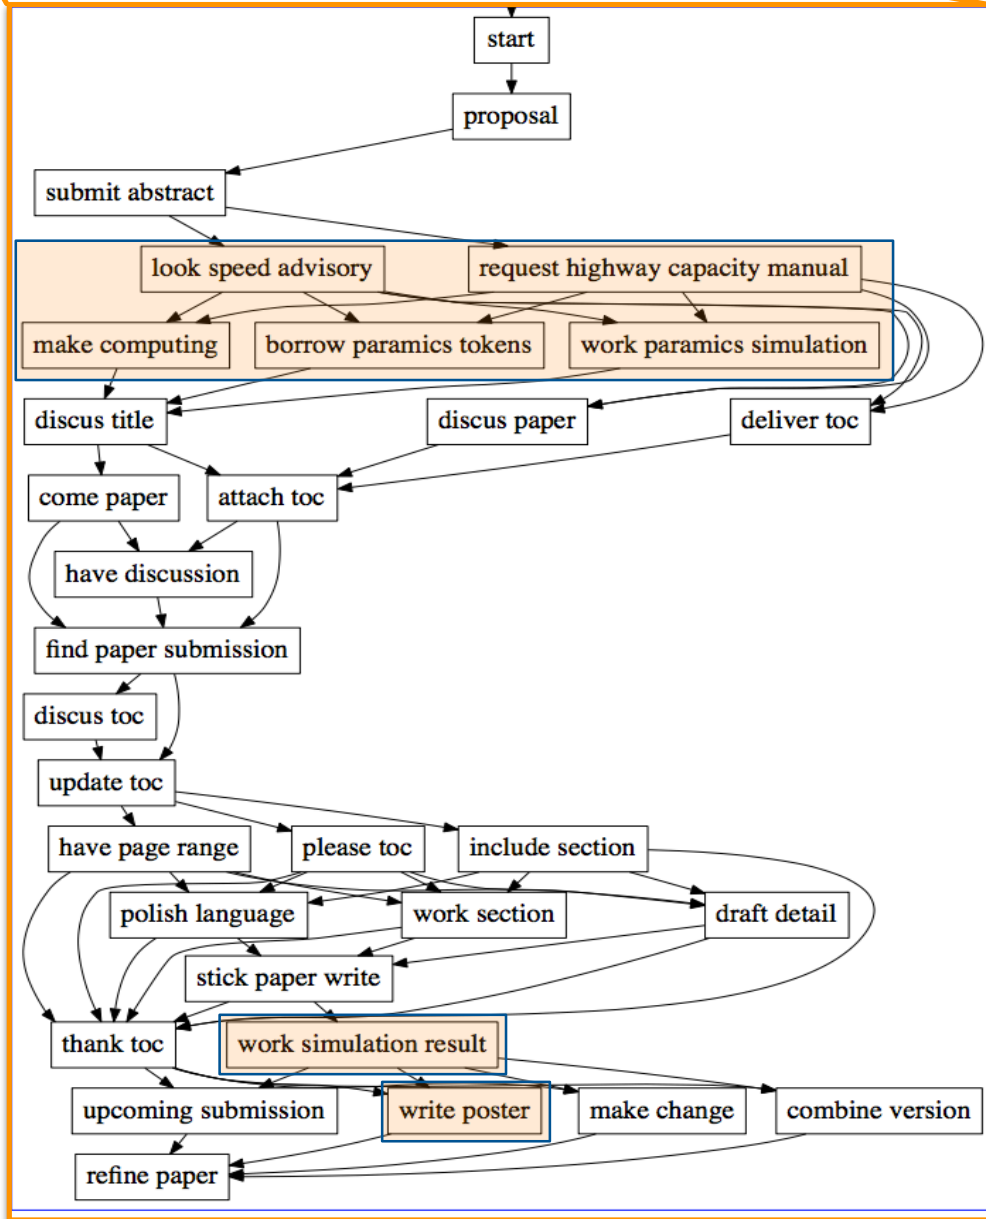 start
proposal
submit abstract
look speed advisory
request highway capacity manual
make computing
borrow paramics tokens
work paramics simulation
discus title
discus paper
deliver toc
come paper
attach toc
have discussion
find paper submission
discus toc
update toc
have page range
please toc
include section
polish language
work section
draft detail
stick paper write
thank toc
work simulation result
upcoming submission
write poster
make change
combine version
refine paper